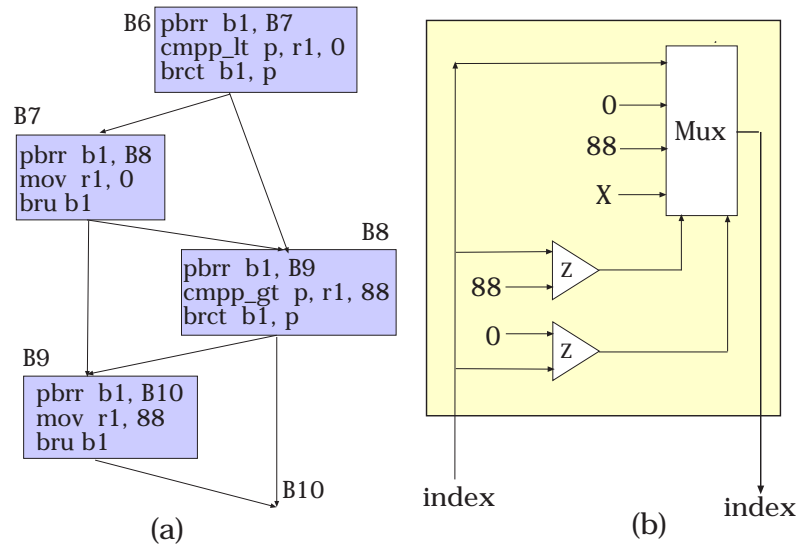 B6
pbrr b1, B7
cmpp_lt p, r1, 0
brct b1, p
B7
pbrr b1, B8
mov r1, 0
bru b1
B8
pbrr b1, B9
cmpp_gt p, r1, 88
brct b1, p
B9
pbrr b1, B10
mov r1, 88
bru b1
B10
(a)
0
88
X
Mux
88
z
0
z
index
index
(b)